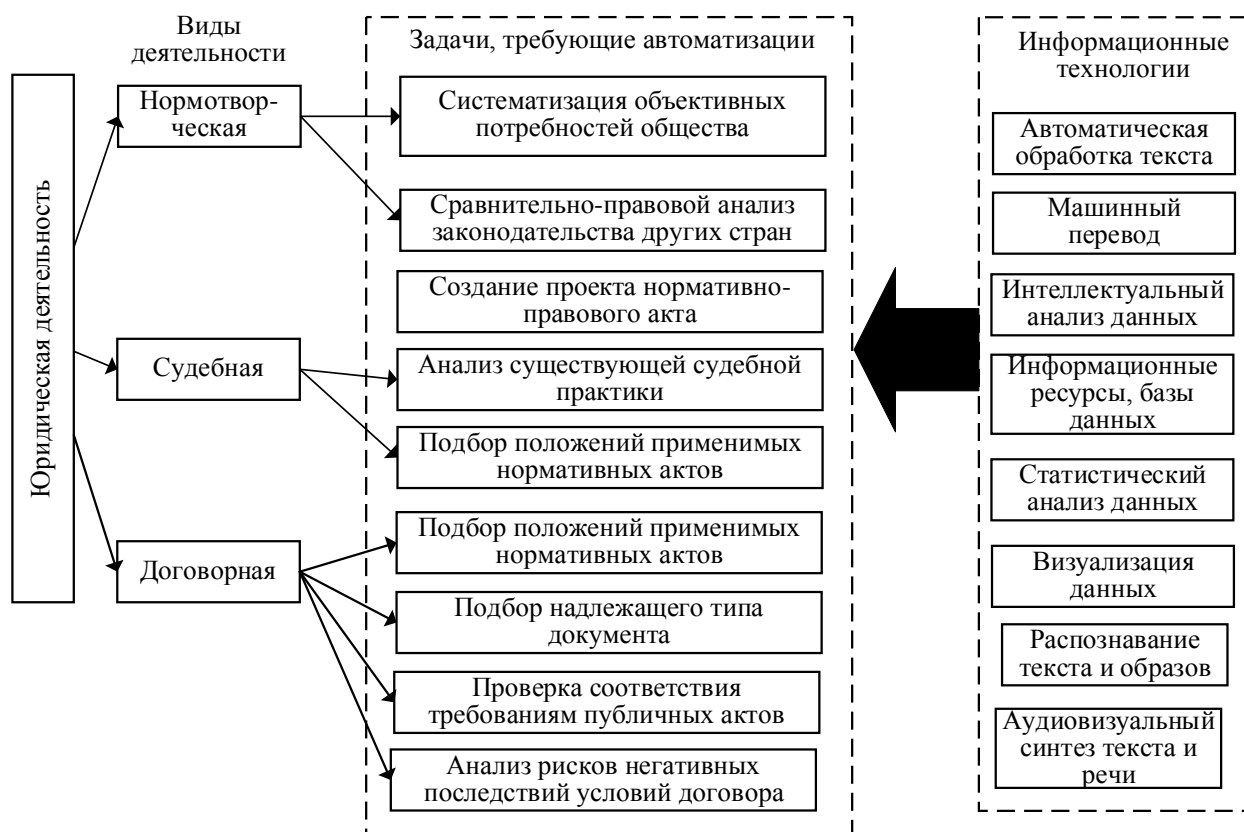 Виды
деятельности
Задачи, требующие автоматизации
Информационные
технологии
Юридическая деятельность
Нормотвор-
ческая
Судебная
Договорная
Систематизация объективных
потребностей общества
Сравнительно-правовой анализ
законодательства других стран
Создание проекта нормативно-
правового акта
Анализ существующей судебной
практики
Подбор положений применимых
нормативных актов
Подбор положений применимых
нормативных актов
Подбор надлежащего типа
документа
Проверка соответствия
требованиям публичных актов
Анализ рисков негативных
последствий условий договора
Автоматическая
обработка текста
Машинный
перевод
Интеллектуальный
анализ данных
Информационные
ресурсы, базы
данных
Статистический
анализ данных
Визуализация
данных
Распознавание
текста и образов
Аудиовизуальный
синтез текста и
речи